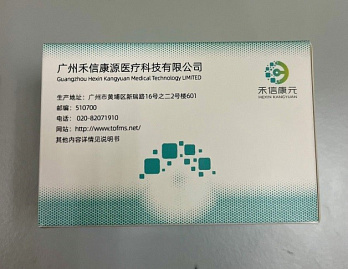 广州禾信康源医疗科技有限公司
Guangzhou Hexin Kangyuan Medical Technology LIMITED
生产地址：广州市黄埔区新瑞路16号之二2号楼601
邮编：510700
电话： 020-82071910
网站：http://www.tofms.net/
其他内容详情见说明书
禾信康元
HEXIN KANGYUAN